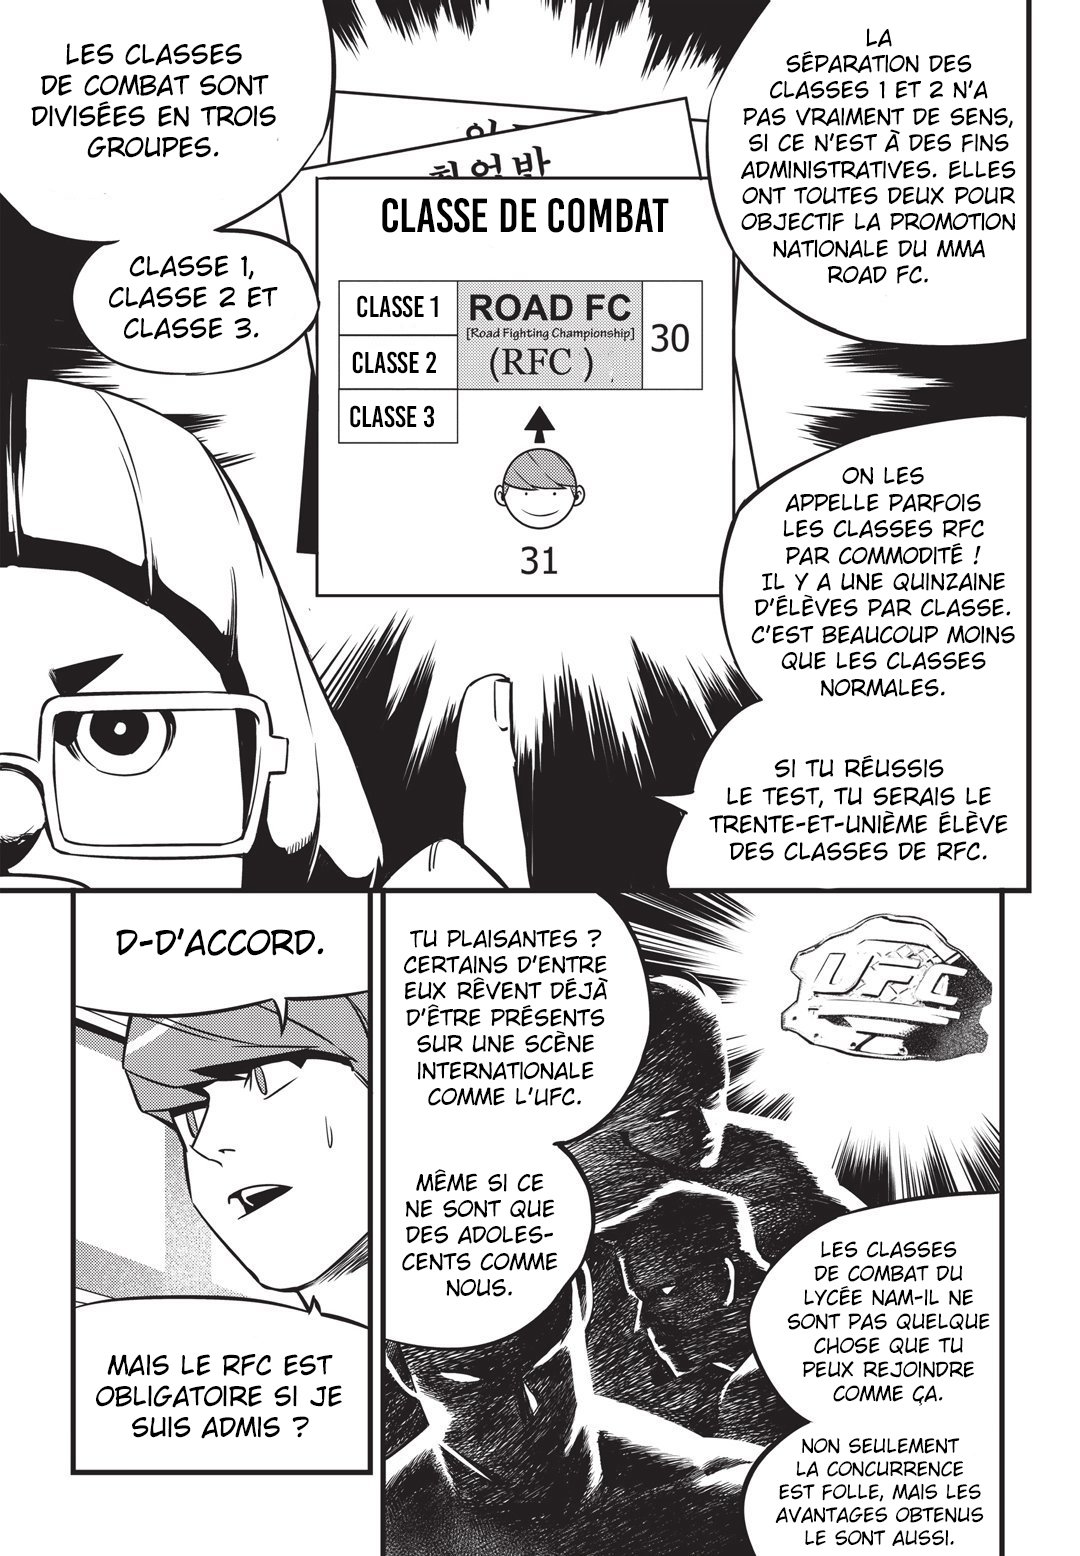 LES CLASSES
DE COMBAT SONT
DIVISÉES EN TROIS
GROUPES.
CLASSE 1,
CLASSE 2 ET
CLASSE 3.
취업반
CLASSE DE COMBAT
CLASSE 1
CLASSE 2
CLASSE 3
ROAD FC
[Road Fighting Championship]
(RFC )
30
31
LA
SÉPARATION DES
CLASSES 1 ET 2 N'A
PAS VRAIMENT DE SENS,
SI CE N'EST À DES FINS
ADMINISTRATIVES. ELLES
ONT TOUTES DEUX POUR
OBJECTIF LA PROMOTION
NATIONALE DU MMA
ROAD FC.
ON LES
APPELLE PARFOIS
LES CLASSES RFC
PAR COMMODITÉ !
IL Y A UNE QUINZAINE
D'ÉLÈVES PAR CLASSE.
C'EST BEAUCOUP MOINS
QUE LES CLASSES
NORMALES.
SI TU RÉUSSIS
LE TEST, TU SERAIS LE
TRENTE-ET-UNIÈME ÉLÈVE
DES CLASSES DE RFC.
D-D'ACCORD.
MAIS LE RFC EST
OBLIGATOIRE SI JE
SUIS ADMIS ?
TU PLAISANTES ?
CERTAINS D'ENTRE
EUX RÊVENT DÉJÀ
D'ÊTRE PRÉSENTS
SUR UNE SCÈNE
INTERNATIONALE
COMME L'UFC.
MÊME SI CE
NE SONT QUE
DES ADOLES-
CENTS COMME
NOUS.
UFC
LES CLASSES
DE COMBAT DU
LYCÉE NAM-IL NE
SONT PAS QUELQUE
CHOSE QUE TU
PEUX REJOINDRE
COMME ÇA.
NON SEULEMENT
LA CONCURRENCE
EST FOLLE, MAIS LES
AVANTAGES OBTENUS
LE SONT AUSSI.